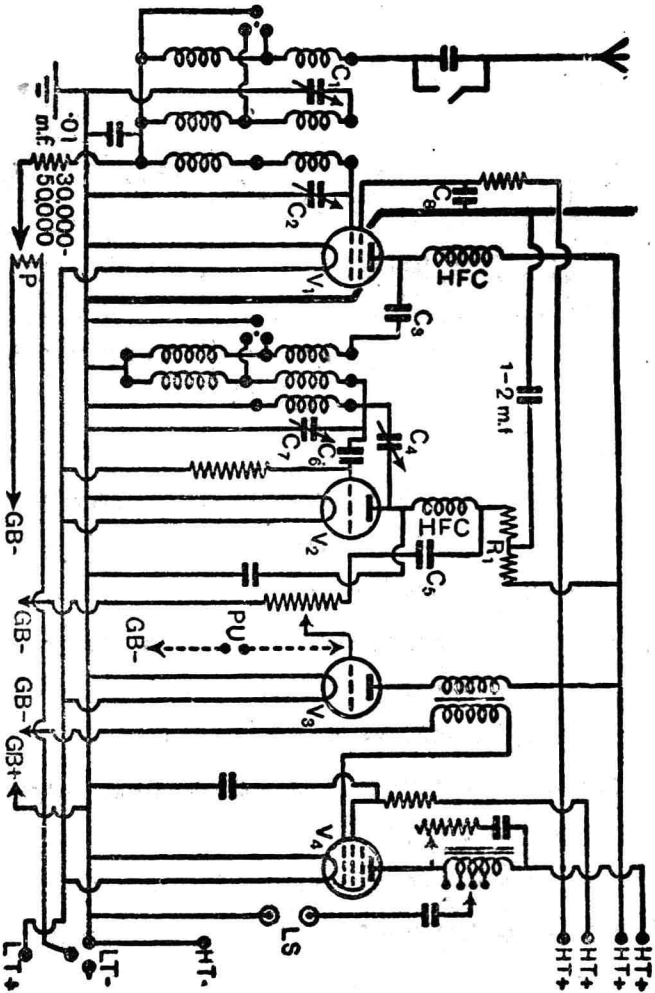 C₁
·01
m.f.
30,000-
50,000
P
GB-
C₂
V₁
C₈
HFC
C₃
1-2 m.f
C₇
C₆
C₄
V₂
HFC
R₁
C₅
GB-
PU
GB-
V₃
GB-
GB+
V₄
LS
LT+
LT-
HT-
HT+
HT+
HT+
HT+